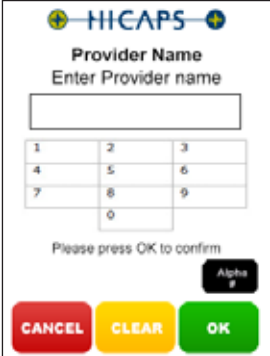 HICAPS
Provider Name
Enter Provider name
1 2 3
4 5 6
7 8 9
0
Please press OK to confirm
Alpha
#
CANCEL CLEAR OK